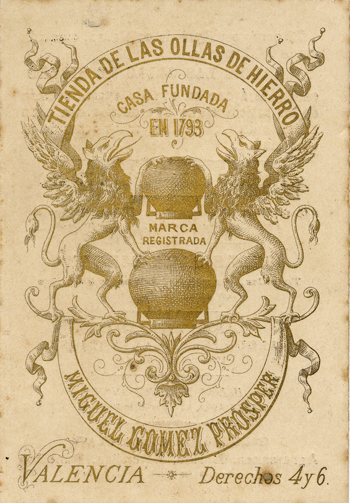 TIENDA DE LAS OLLAS DE HIERRO
CASA FUNDADA
EN 1793
MARCA
REGISTRADA
MIGUEL GOMEZ PROSPER
VALENCIA Derechos 4 y 6.